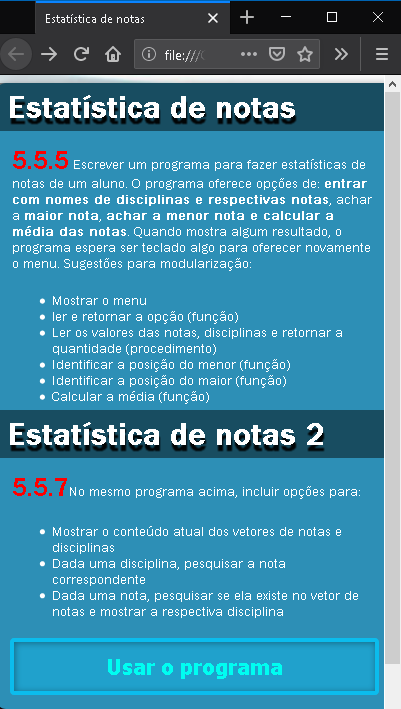 Estatística de notas
file:///
Estatística de notas
5.5.5 Escrever um programa para fazer estatísticas de
notas de um aluno. O programa oferece opções de: entrar
com nomes de disciplinas e respectivas notas, achar
a maior nota, achar a menor nota e calcular a
média das notas. Quando mostra algum resultado, o
programa espera ser teclado algo para oferecer novamente
o menu. Sugestões para modularização:
Mostrar o menu
ler e retornar a opção (função)
Ler os valores das notas, disciplinas e retornar a
quantidade (procedimento)
Identificar a posição do menor (função)
Identificar a posição do maior (função)
Calcular a média (função)
Estatística de notas 2
5.5.7No mesmo programa acima, incluir opções para:
Mostrar o conteúdo atual dos vetores de notas e
disciplinas
Dada uma disciplina, pesquisar a nota
correspondente
Dada uma nota, pesquisar se ela existe no vetor de
notas e mostrar a respectiva disciplina
Usar o programa